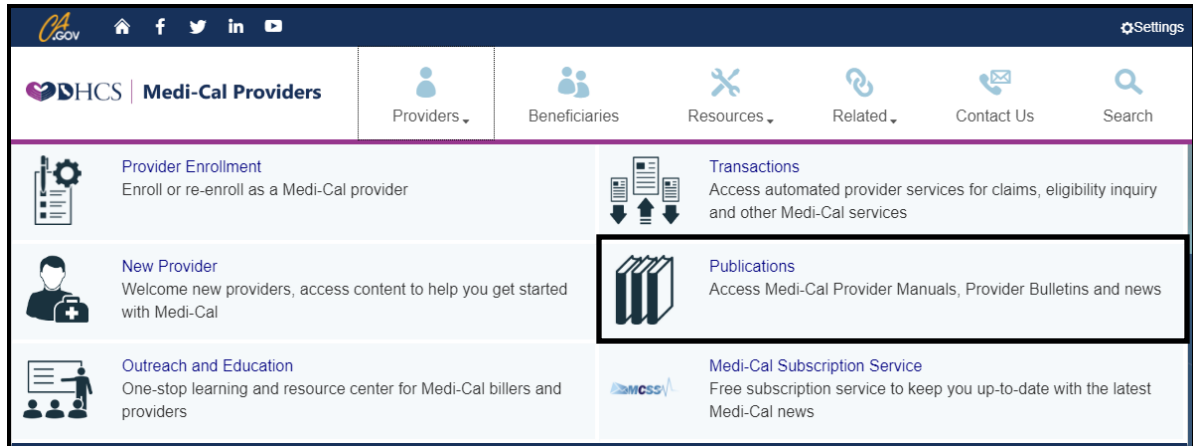 CA.GOV
Settings
DHCS | Medi-Cal Providers
Providers
Beneficiaries
Resources
Related
Contact Us
Search
Provider Enrollment
Enroll or re-enroll as a Medi-Cal provider
Transactions
Access automated provider services for claims, eligibility inquiry
and other Medi-Cal services
New Provider
Welcome new providers, access content to help you get started
with Medi-Cal
Publications
Access Medi-Cal Provider Manuals, Provider Bulletins and news
Outreach and Education
One-stop learning and resource center for Medi-Cal billers and
providers
MCSS
Medi-Cal Subscription Service
Free subscription service to keep you up-to-date with the latest
Medi-Cal news